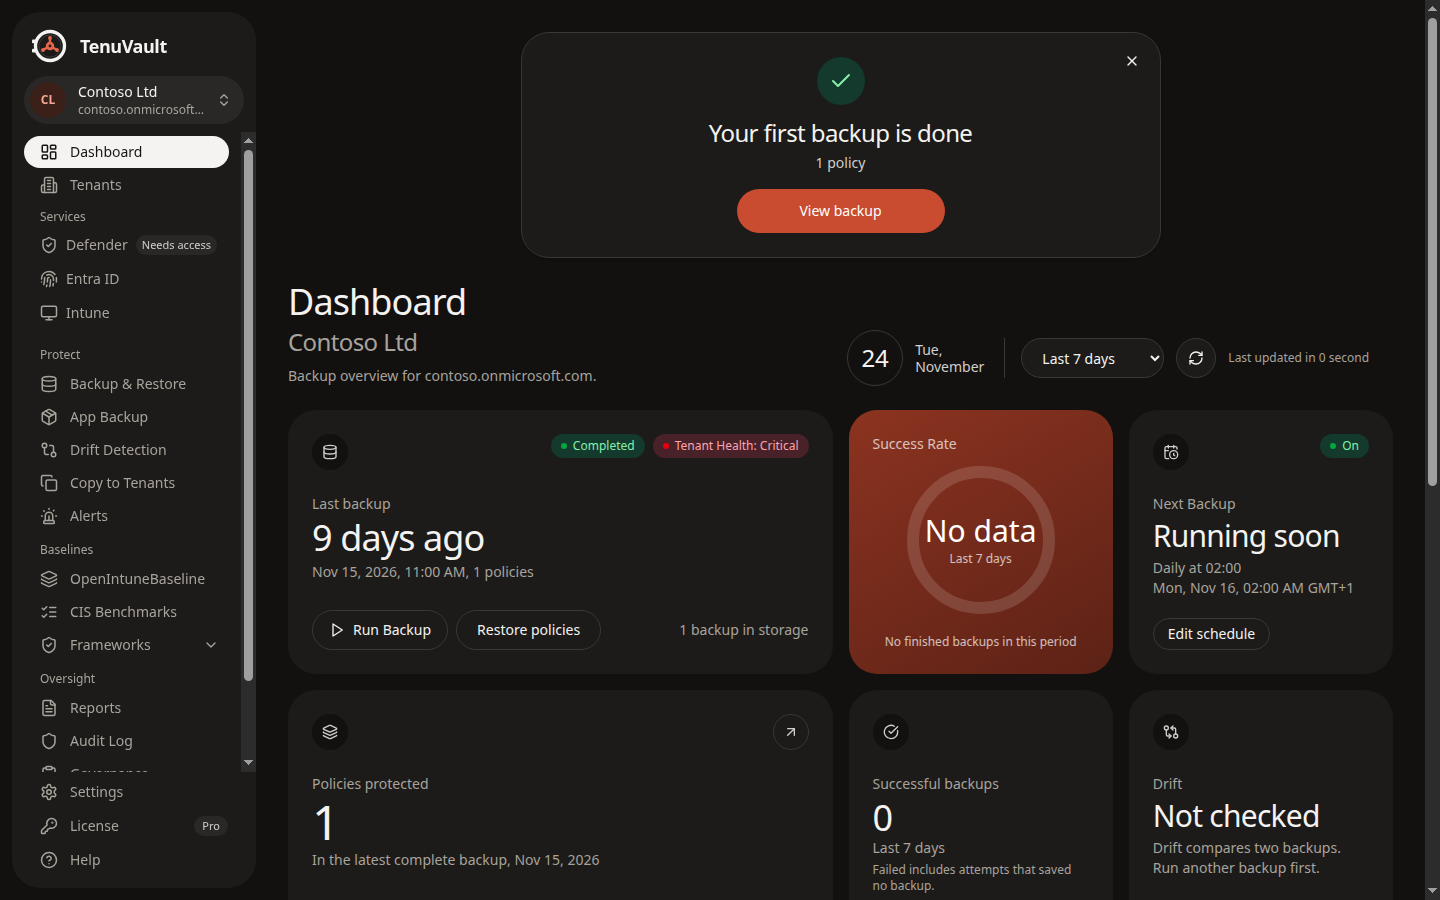 TenuVault
CL
Contoso Ltd
contoso.onmicrosoft...
Dashboard
Tenants
Services
Defender
Needs access
Entra ID
Intune
Protect
Backup & Restore
App Backup
Drift Detection
Copy to Tenants
Alerts
Baselines
OpenIntuneBaseline
CIS Benchmarks
Frameworks
Oversight
Reports
Audit Log
Settings
License
Pro
Help
Your first backup is done
1 policy
View backup
Dashboard
Contoso Ltd
Backup overview for contoso.onmicrosoft.com.
24
Tue,
November
Last 7 days
Last updated in 0 second
Completed
Tenant Health: Critical
Last backup
9 days ago
Nov 15, 2026, 11:00 AM, 1 policies
Run Backup
Restore policies
1 backup in storage
Success Rate
No data
Last 7 days
No finished backups in this period
On
Next Backup
Running soon
Daily at 02:00
Mon, Nov 16, 02:00 AM GMT+1
Edit schedule
Policies protected
1
In the latest complete backup, Nov 15, 2026
Successful backups
0
Last 7 days
Failed includes attempts that saved
no backup.
Drift
Not checked
Drift compares two backups.
Run another backup first.